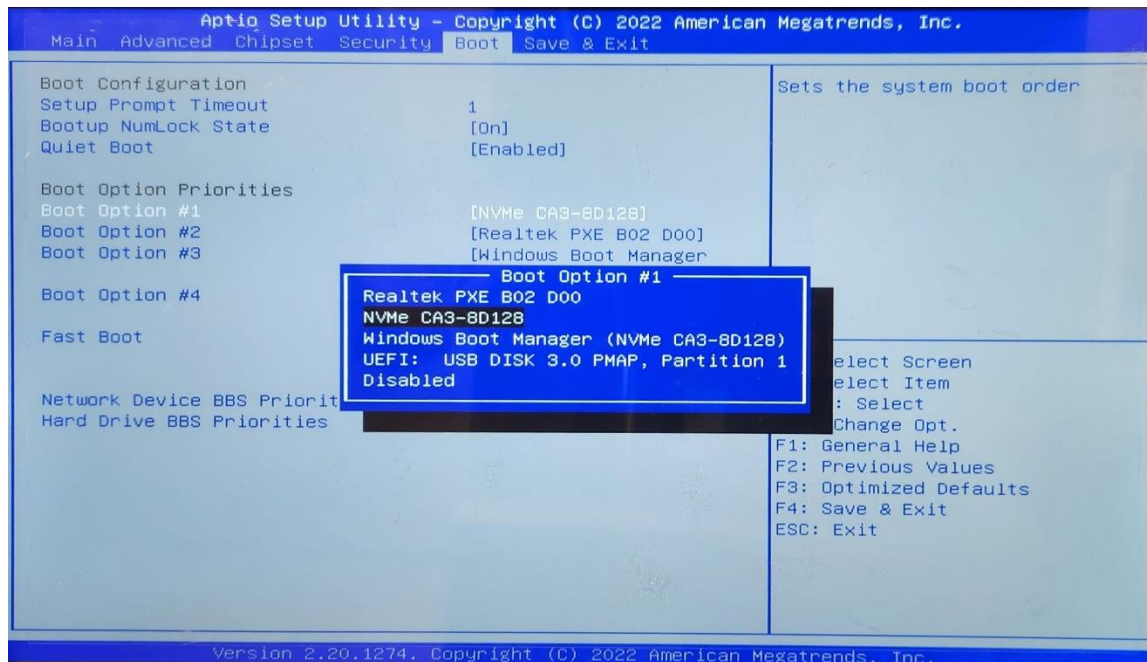 Aptio Setup Utility - Copyright (C) 2022 American Megatrends, Inc.
Main Advanced Chipset Security Boot Save & Exit
Boot Configuration
Setup Prompt Timeout 1
Bootup NumLock State [On]
Quiet Boot [Enabled]
Boot Option Priorities
Boot Option #1 [NVMe CA3-8D128]
Boot Option #2 [Realtek PXE B02 D00]
Boot Option #3 [Windows Boot Manager
Boot Option #4
Fast Boot
Network Device BBS Priorit
Hard Drive BBS Priorities
Boot Option #1
Realtek PXE B02 D00
NVMe CA3-8D128
Windows Boot Manager (NVMe CA3-8D128)
UEFI: USB DISK 3.0 PMAP, Partition 1
Disabled
Sets the system boot order
elect Screen
elect Item
: Select
Change Opt.
F1: General Help
F2: Previous Values
F3: Optimized Defaults
F4: Save & Exit
ESC: Exit
Version 2.20.1274. Copyright (C) 2022 American Megatrends, Inc.